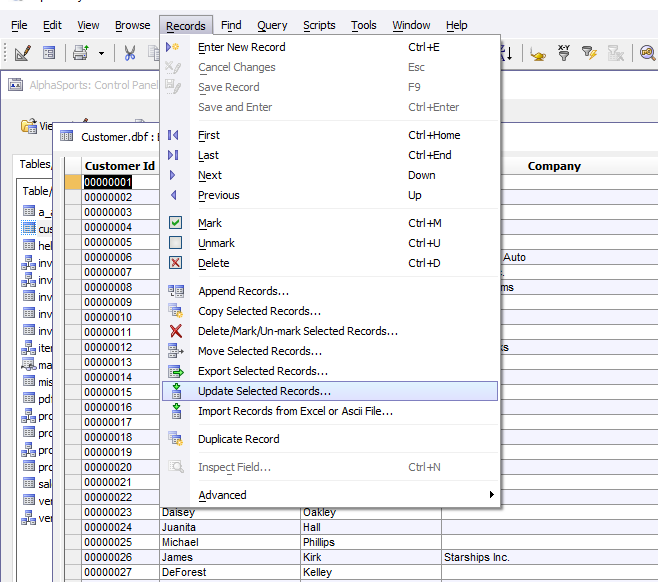 File Edit View Browse Records Find Query Scripts Tools Window Help
X-Y
AlphaSports: Control Panel
Customer.dbf :
Tables
Table/
Enter New Record Ctrl+E
Cancel Changes Esc
Save Record F9
Save and Enter Ctrl+Enter
First Ctrl+Home
Last Ctrl+End
Next Down
Previous Up
Mark Ctrl+M
Unmark Ctrl+U
Delete Ctrl+D
Append Records...
Copy Selected Records...
Delete/Mark/Un-mark Selected Records...
Move Selected Records...
Export Selected Records...
Update Selected Records...
Import Records from Excel or Ascii File...
Duplicate Record
Inspect Field... Ctrl+N
Advanced
Customer Id Company
00000001
00000002
00000003
00000004
00000005
00000006 Auto
00000007
00000008 ms
00000009
00000010
00000011
00000012 ks
00000013
00000014
00000015
00000016
00000017
00000018
00000019
00000020
00000021
00000022
00000023 Daisey Oakley
00000024 Juanita Hall
00000025 Michael Phillips
00000026 James Kirk Starships Inc.
00000027 DeForest Kelley
a_a
cus
hel
inv
inv
inv
inv
inv
iter
ma
mis
pdf
pro
pro
pro
pro
sal
ver
ver